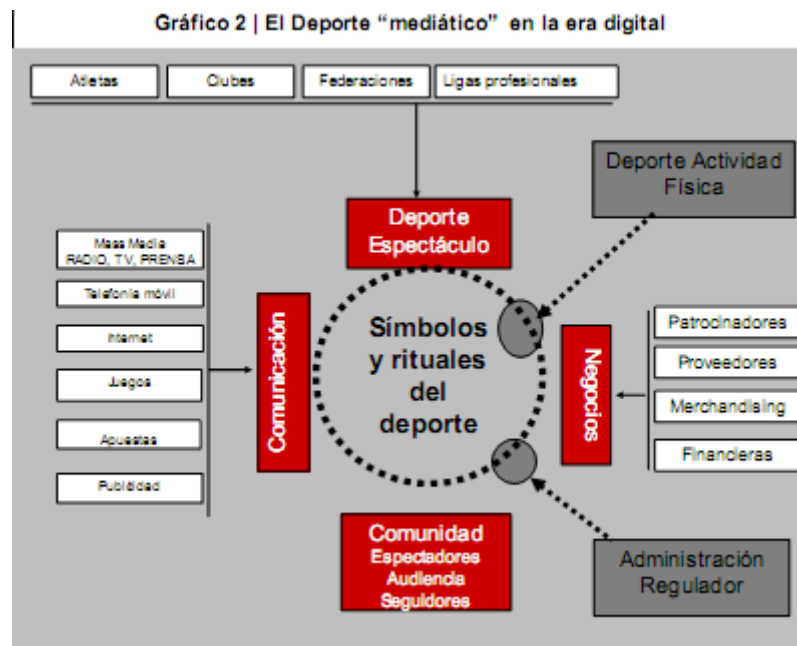 Gráfico 2 | El Deporte “mediático” en la era digital
Atletas
Clubes
Federaciones
Ligas profesionales
Deporte Actividad
Física
Deporte
Espectáculo
Mass Media
RADIO, TV, PRENSA
Telefonía móvil
Internet
Juegos
Apuestas
Publicidad
Comunicación
Símbolos
y rituales
del
deporte
Negocios
Patrocinadores
Proveedores
Merchandising
Financieras
Comunidad
Espectadores
Audiencia
Seguidores
Administración
Regulador